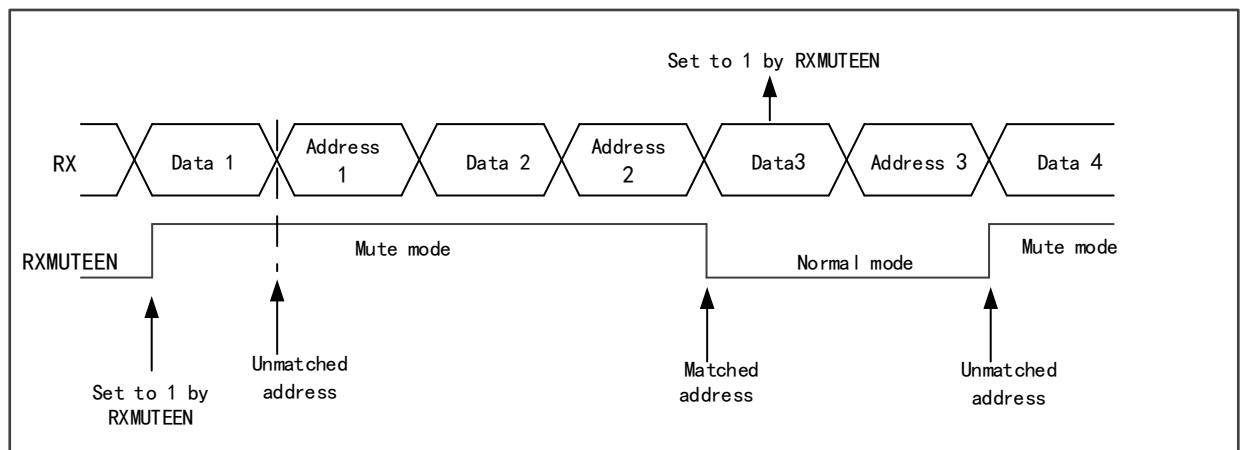 Set to 1 by RXMUTEEN
RX
Data 1
Address
1
Data 2
Address
2
Data3
Address 3
Data 4
RXMUTEEN
Mute mode
Normal mode
Mute mode
Set to 1 by
RXMUTEEN
Unmatched
address
Matched
address
Unmatched
address